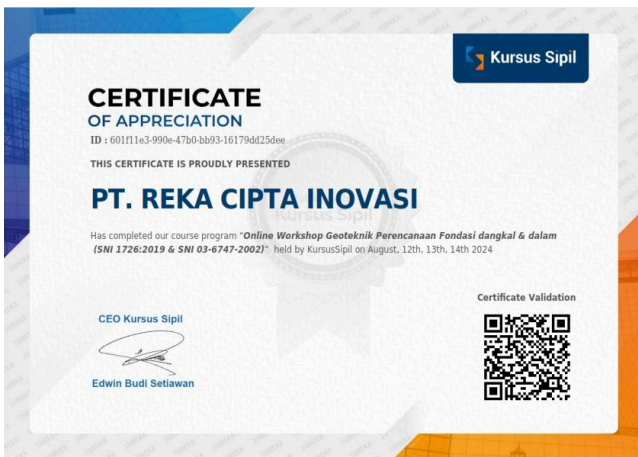 Kursus Sipil
CERTIFICATE
OF APPRECIATION
ID : 601f11e3-990e-47b0-bb93-16179dd25dee
THIS CERTIFICATE IS PROUDLY PRESENTED
PT. REKA CIPTA INOVASI
Kursus Sipil
Has completed our course program "Online Workshop Geoteknik Perencanaan Fondasi dangkal & dalam
(SNI 1726:2019 & SNI 03-6747-2002)" held by KursusSipil on August, 12th, 13th, 14th 2024
Certificate Validation
CEO Kursus Sipil
Edwin Budi Setiawan